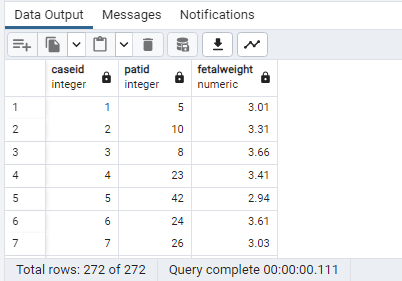 Data Output Messages Notifications
caseid patid fetalweight
integer integer numeric
1 1 5 3.01
2 2 10 3.31
3 3 8 3.66
4 4 23 3.41
5 5 42 2.94
6 6 24 3.61
7 7 26 3.03
Total rows: 272 of 272 Query complete 00:00:00.111